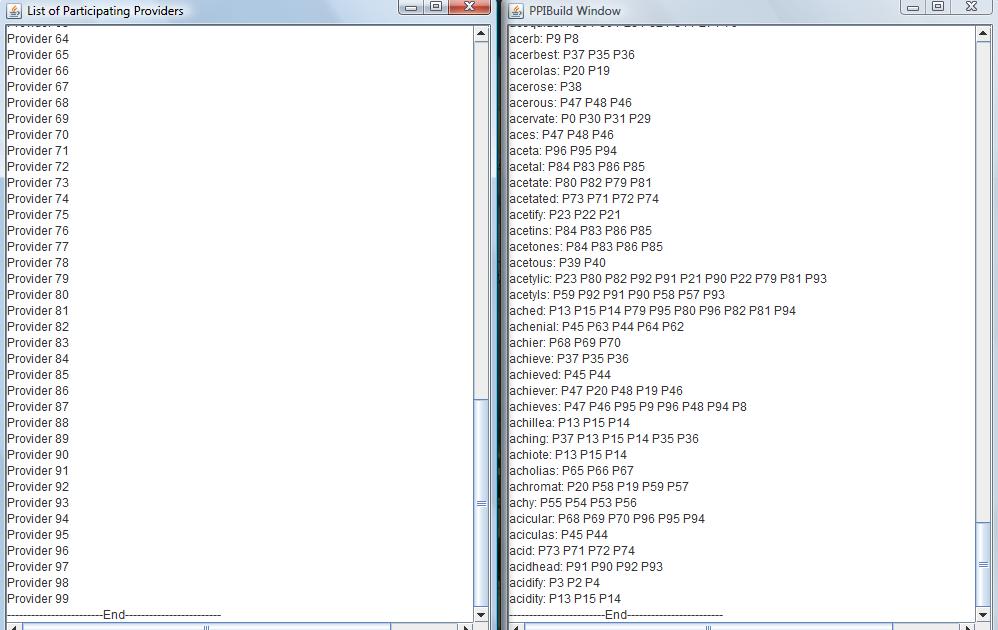 List of Participating Providers
Provider 64
Provider 65
Provider 66
Provider 67
Provider 68
Provider 69
Provider 70
Provider 71
Provider 72
Provider 73
Provider 74
Provider 75
Provider 76
Provider 77
Provider 78
Provider 79
Provider 80
Provider 81
Provider 82
Provider 83
Provider 84
Provider 85
Provider 86
Provider 87
Provider 88
Provider 89
Provider 90
Provider 91
Provider 92
Provider 93
Provider 94
Provider 95
Provider 96
Provider 97
Provider 98
Provider 99
------------------------End------------------------
PPIBuild Window
acerb: P9 P8
acerbest: P37 P35 P36
acerolas: P20 P19
acerose: P38
acerous: P47 P48 P46
acervate: P0 P30 P31 P29
aces: P47 P48 P46
aceta: P96 P95 P94
acetal: P84 P83 P86 P85
acetate: P80 P82 P79 P81
acetated: P73 P71 P72 P74
acetify: P23 P22 P21
acetins: P84 P83 P86 P85
acetones: P84 P83 P86 P85
acetous: P39 P40
acetylic: P23 P80 P82 P92 P91 P21 P90 P22 P79 P81 P93
acetyls: P59 P92 P91 P90 P58 P57 P93
ached: P13 P15 P14 P79 P95 P80 P96 P82 P81 P94
achenial: P45 P63 P44 P64 P62
achier: P68 P69 P70
achieve: P37 P35 P36
achieved: P45 P44
achiever: P47 P20 P48 P19 P46
achieves: P47 P46 P95 P9 P96 P48 P94 P8
achillea: P13 P15 P14
aching: P37 P13 P15 P14 P35 P36
achiote: P13 P15 P14
acholias: P65 P66 P67
achromat: P20 P58 P19 P59 P57
achy: P55 P54 P53 P56
acicular: P68 P69 P70 P96 P95 P94
aciculas: P45 P44
acid: P73 P71 P72 P74
acidhead: P91 P90 P92 P93
acidify: P3 P2 P4
acidity: P13 P15 P14
------------------------End------------------------